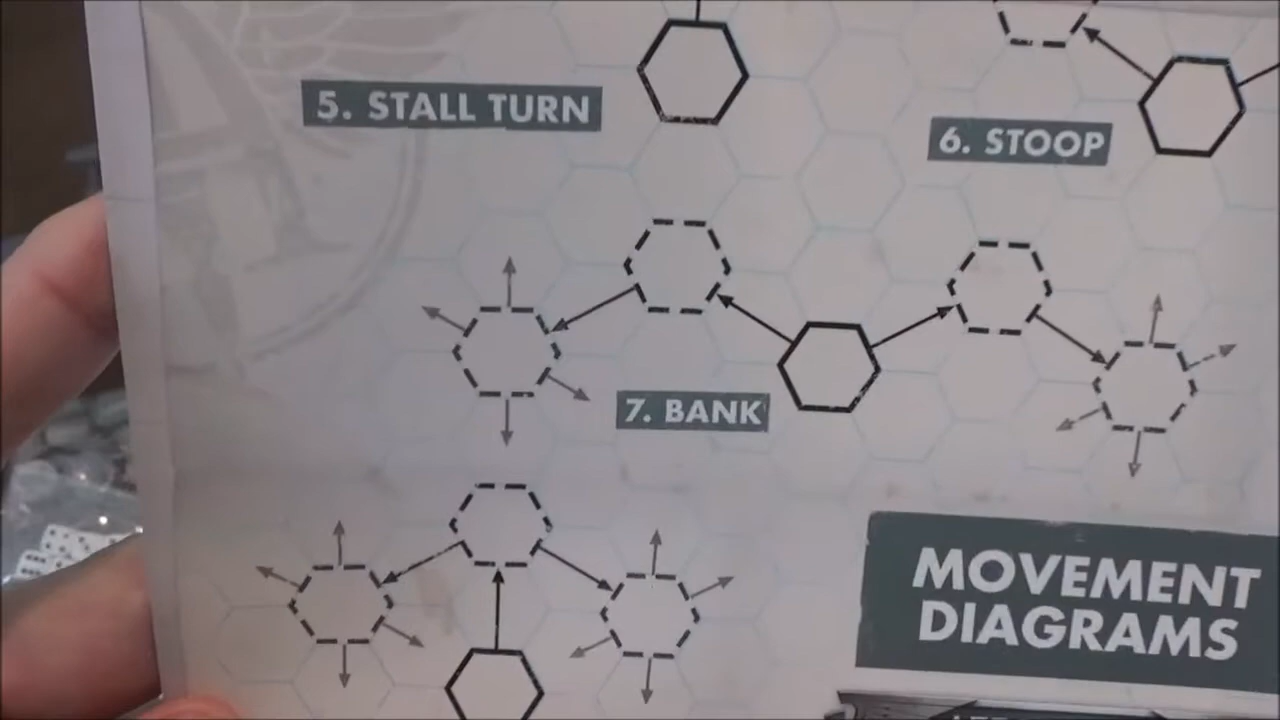 5. STALL TURN
6. STOOP
7. BANK
MOVEMENT
DIAGRAMS